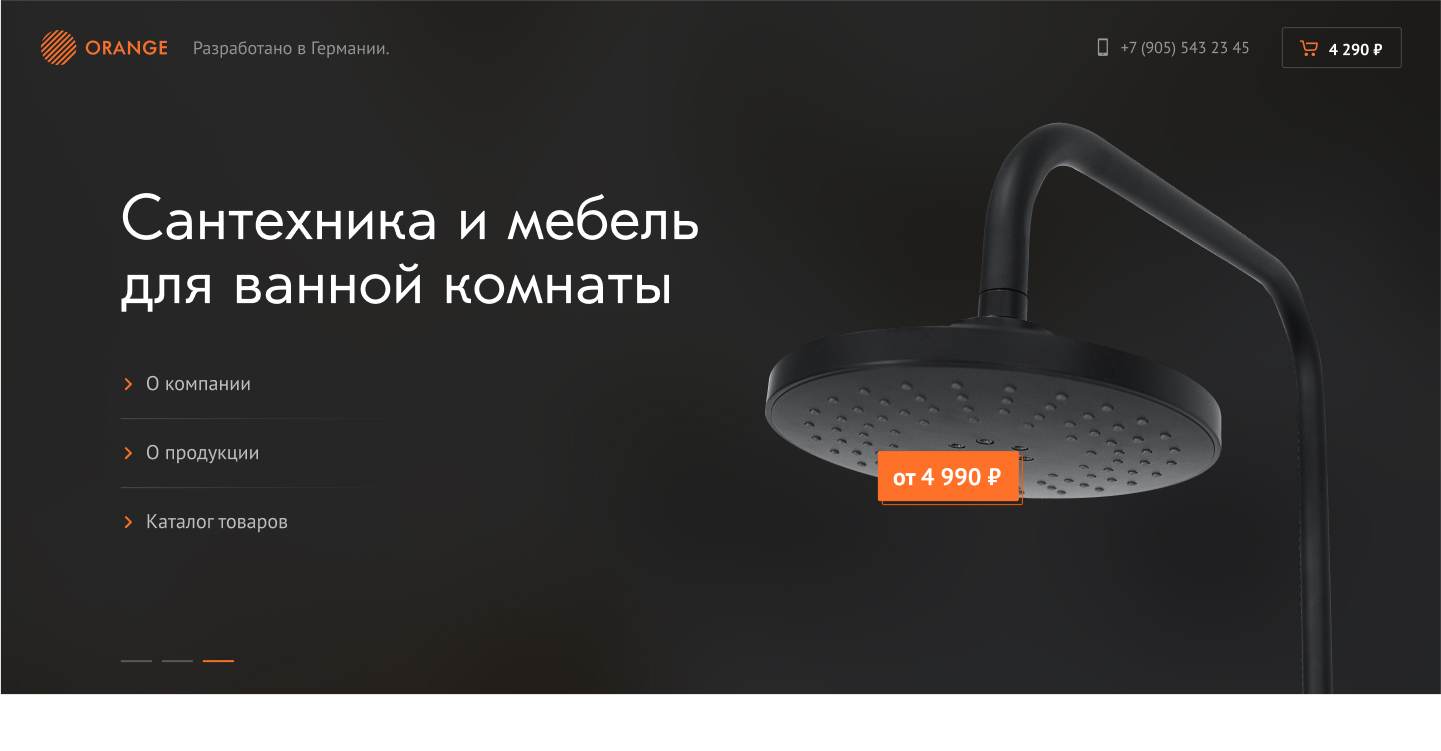 ORANGE
Разработано в Германии.
+7 (905) 543 23 45
4 290 ₽
Сантехника и мебель
для ванной комнаты
О компании
О продукции
Каталог товаров
от 4 990 ₽